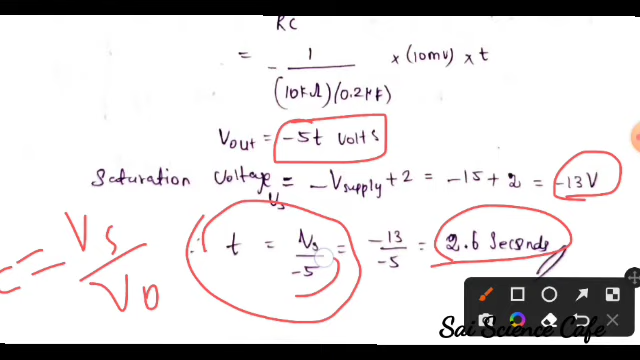 RC
= - 1 / (10kΩ)(0.2μF) × (10mV) × t
Vout = -5t volts
Saturation Voltage = -Vsupply + 2 = -15 + 2 = -13V
Vs
∴ t = Vs / -5 = -13 / -5 = 2.6 Seconds
= Vs / V0
Sai Science Cafe